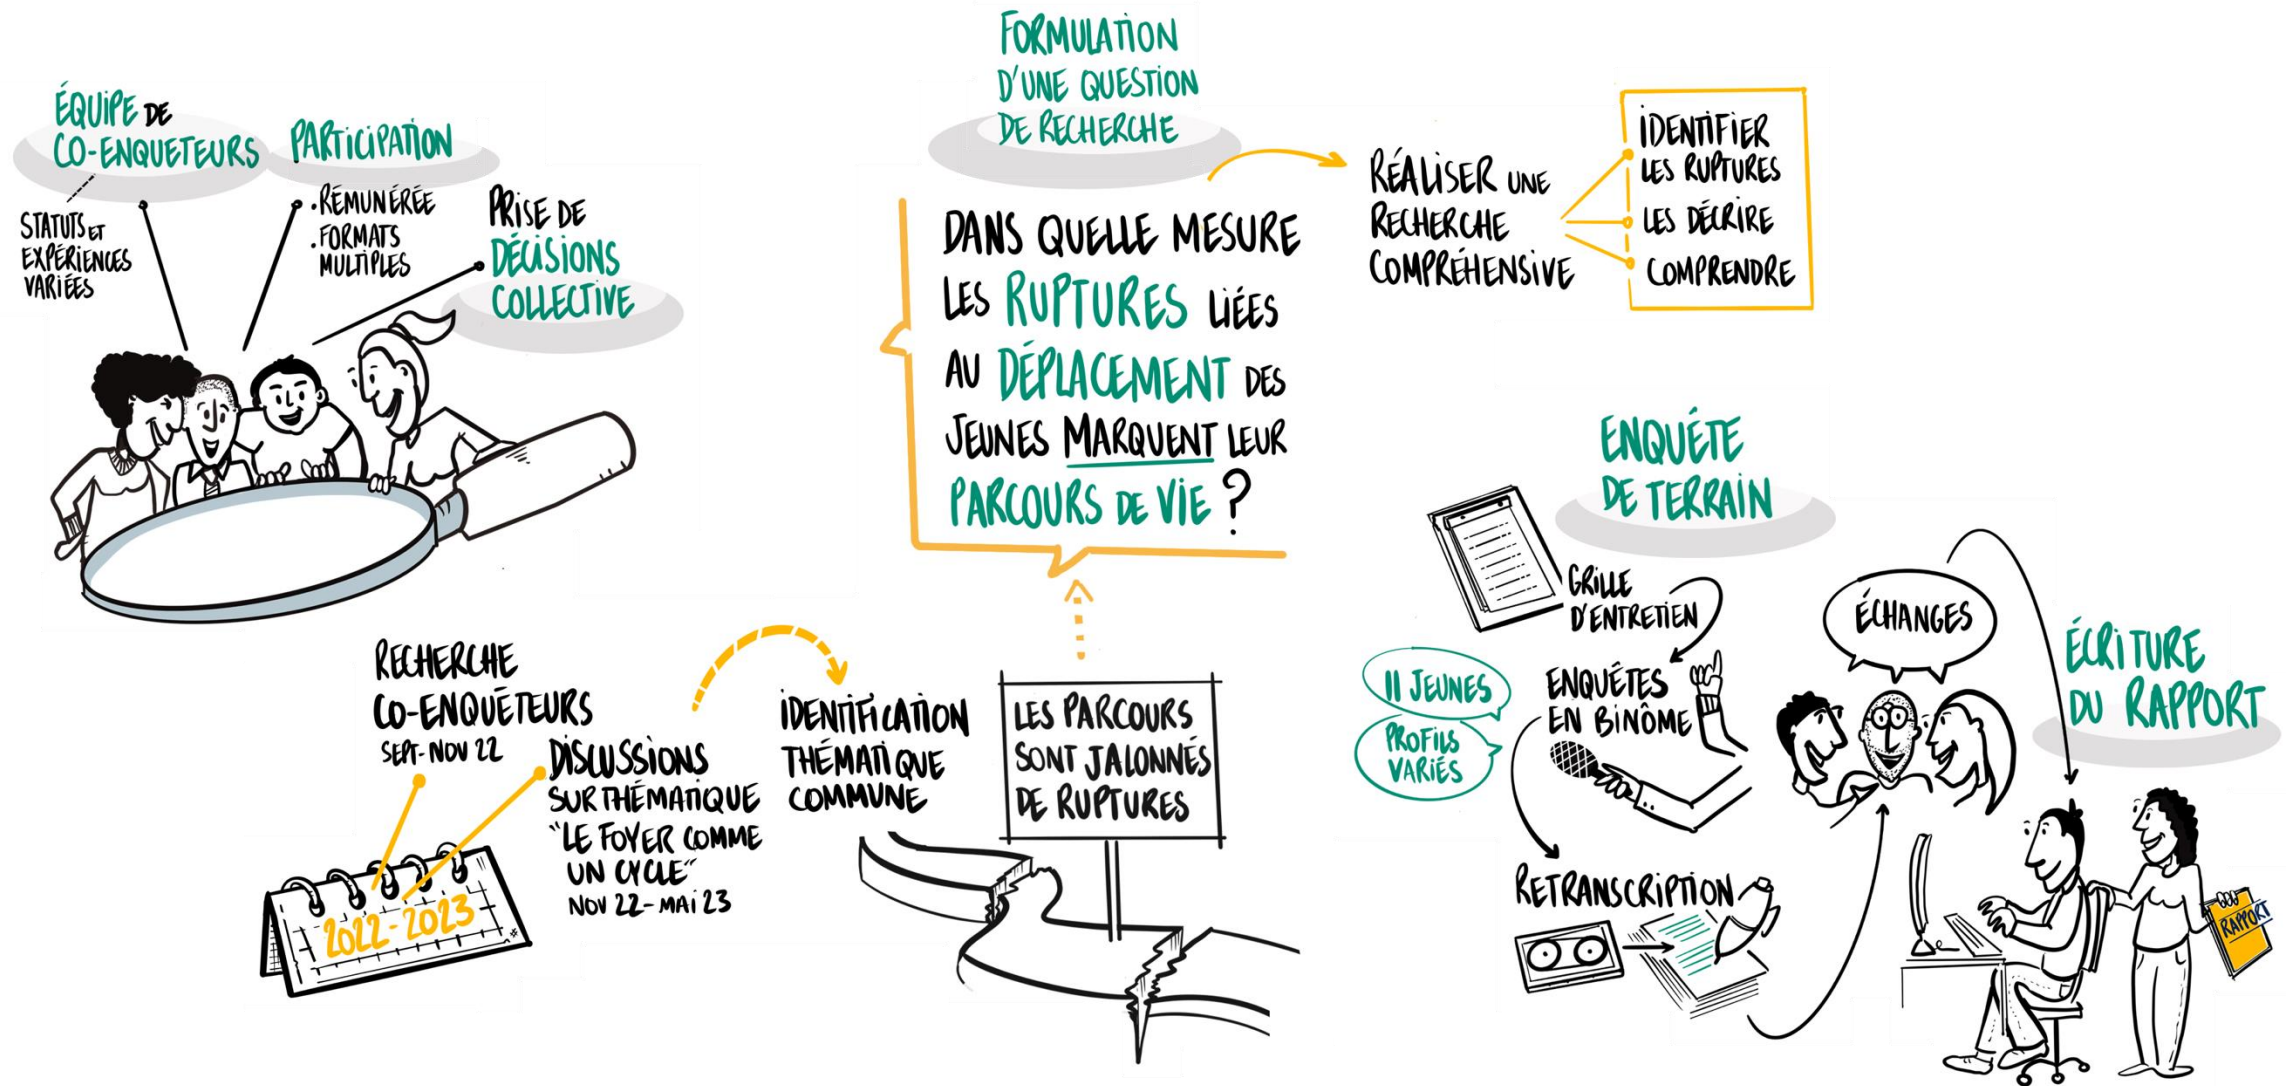 ÉQUIPE DE
CO-ENQUETEURS
STATUTS ET
EXPÉRIENCES
VARIÉES
PARTICIPATION
. RÉMUNÉRÉE
. FORMATS
MULTIPLES
PRISE DE
DÉCISIONS
COLLECTIVE
RECHERCHE
CO-ENQUÊTEURS
SEPT-NOV 22
2022-2023
DISCUSSIONS
SUR THÉMATIQUE
"LE FOYER COMME
UN CYCLE"
NOV 22 - MAI 23
IDENTIFICATION
THÉMATIQUE
COMMUNE
LES PARCOURS
SONT JALONNÉS
DE RUPTURES
FORMULATION
D'UNE QUESTION
DE RECHERCHE
DANS QUELLE MESURE
LES RUPTURES LIÉES
AU DÉPLACEMENT DES
JEUNES MARQUENT LEUR
PARCOURS DE VIE ?
RÉALISER UNE
RECHERCHE
COMPRÉHENSIVE
IDENTIFIER
LES RUPTURES
LES DÉCRIRE
COMPRENDRE
ENQUÉTE
DE TERRAIN
GRILLE
D'ENTRETIEN
11 JEUNES
PROFILS
VARIÉS
ENQUÊTES
EN BINÔME
RETRANSCRIPTION
ÉCHANGES
ÉCRITURE
DU RAPPORT
RAPPORT